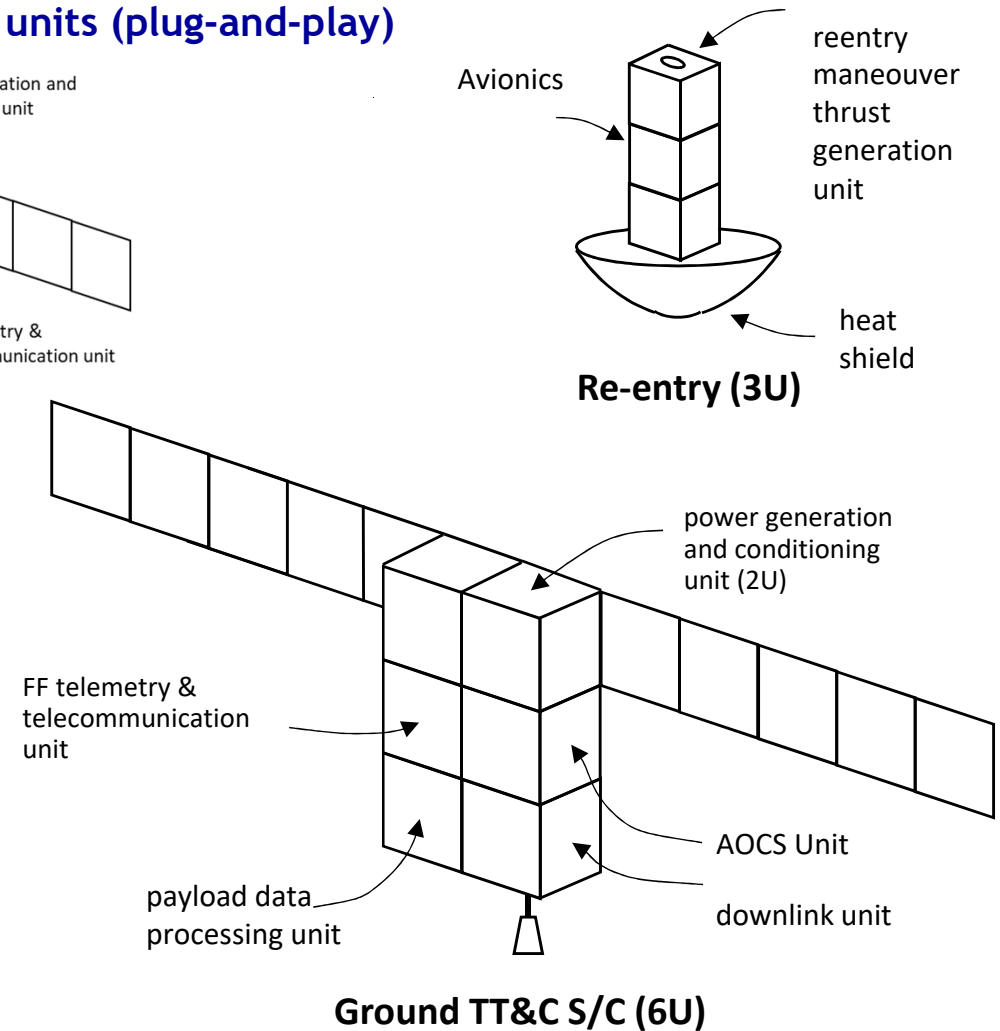 units (plug-and-play)
ation and
unit
try &
unication unit
Avionics
reentry
maneouver
thrust
generation
unit
heat
shield
Re-entry (3U)
power generation
and conditioning
unit (2U)
FF telemetry &
telecommunication
unit
AOCS Unit
payload data
processing unit
downlink unit
Ground TT&C S/C (6U)